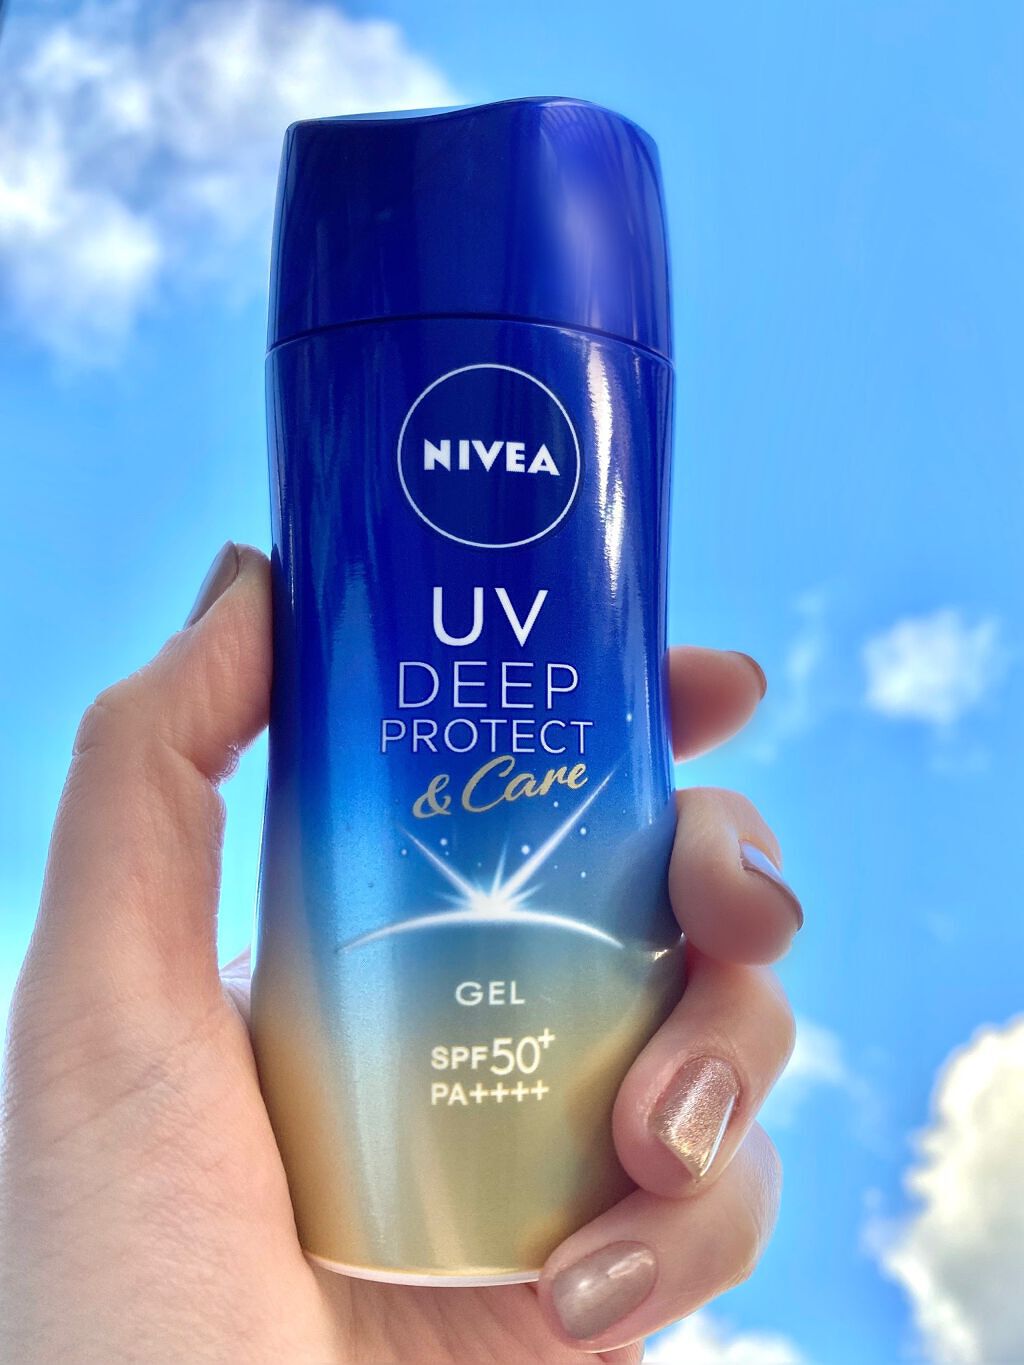 NIVEA
UV
DEEP
PROTECT
& Care
GEL
SPF50+
PA++++